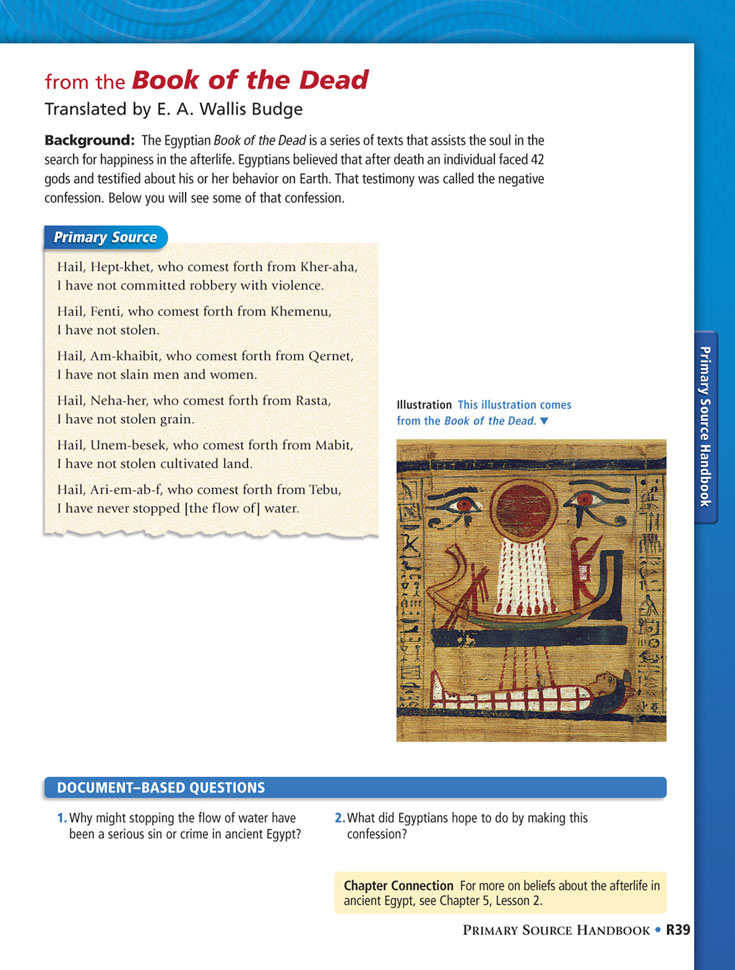 from the Book of the Dead
Translated by E. A. Wallis Budge
Background: The Egyptian Book of the Dead is a series of texts that assists the soul in the
search for happiness in the afterlife. Egyptians believed that after death an individual faced 42
gods and testified about his or her behavior on Earth. That testimony was called the negative
confession. Below you will see some of that confession.
Primary Source
Hail, Hept-khet, who comest forth from Kher-aha,
I have not committed robbery with violence.
Hail, Fenti, who comest forth from Khemenu,
I have not stolen.
Hail, Am-khaibit, who comest forth from Qernet,
I have not slain men and women.
Hail, Neha-her, who comest forth from Rasta,
I have not stolen grain.
Hail, Unem-besek, who comest forth from Mabit,
I have not stolen cultivated land.
Hail, Ari-em-ab-f, who comest forth from Tebu,
I have never stopped [the flow of] water.
Illustration This illustration comes
from the Book of the Dead. ▼
Primary Source Handbook
DOCUMENT–BASED QUESTIONS
1. Why might stopping the flow of water have
been a serious sin or crime in ancient Egypt?
2. What did Egyptians hope to do by making this
confession?
Chapter Connection For more on beliefs about the afterlife in
ancient Egypt, see Chapter 5, Lesson 2.
PRIMARY SOURCE HANDBOOK • R39